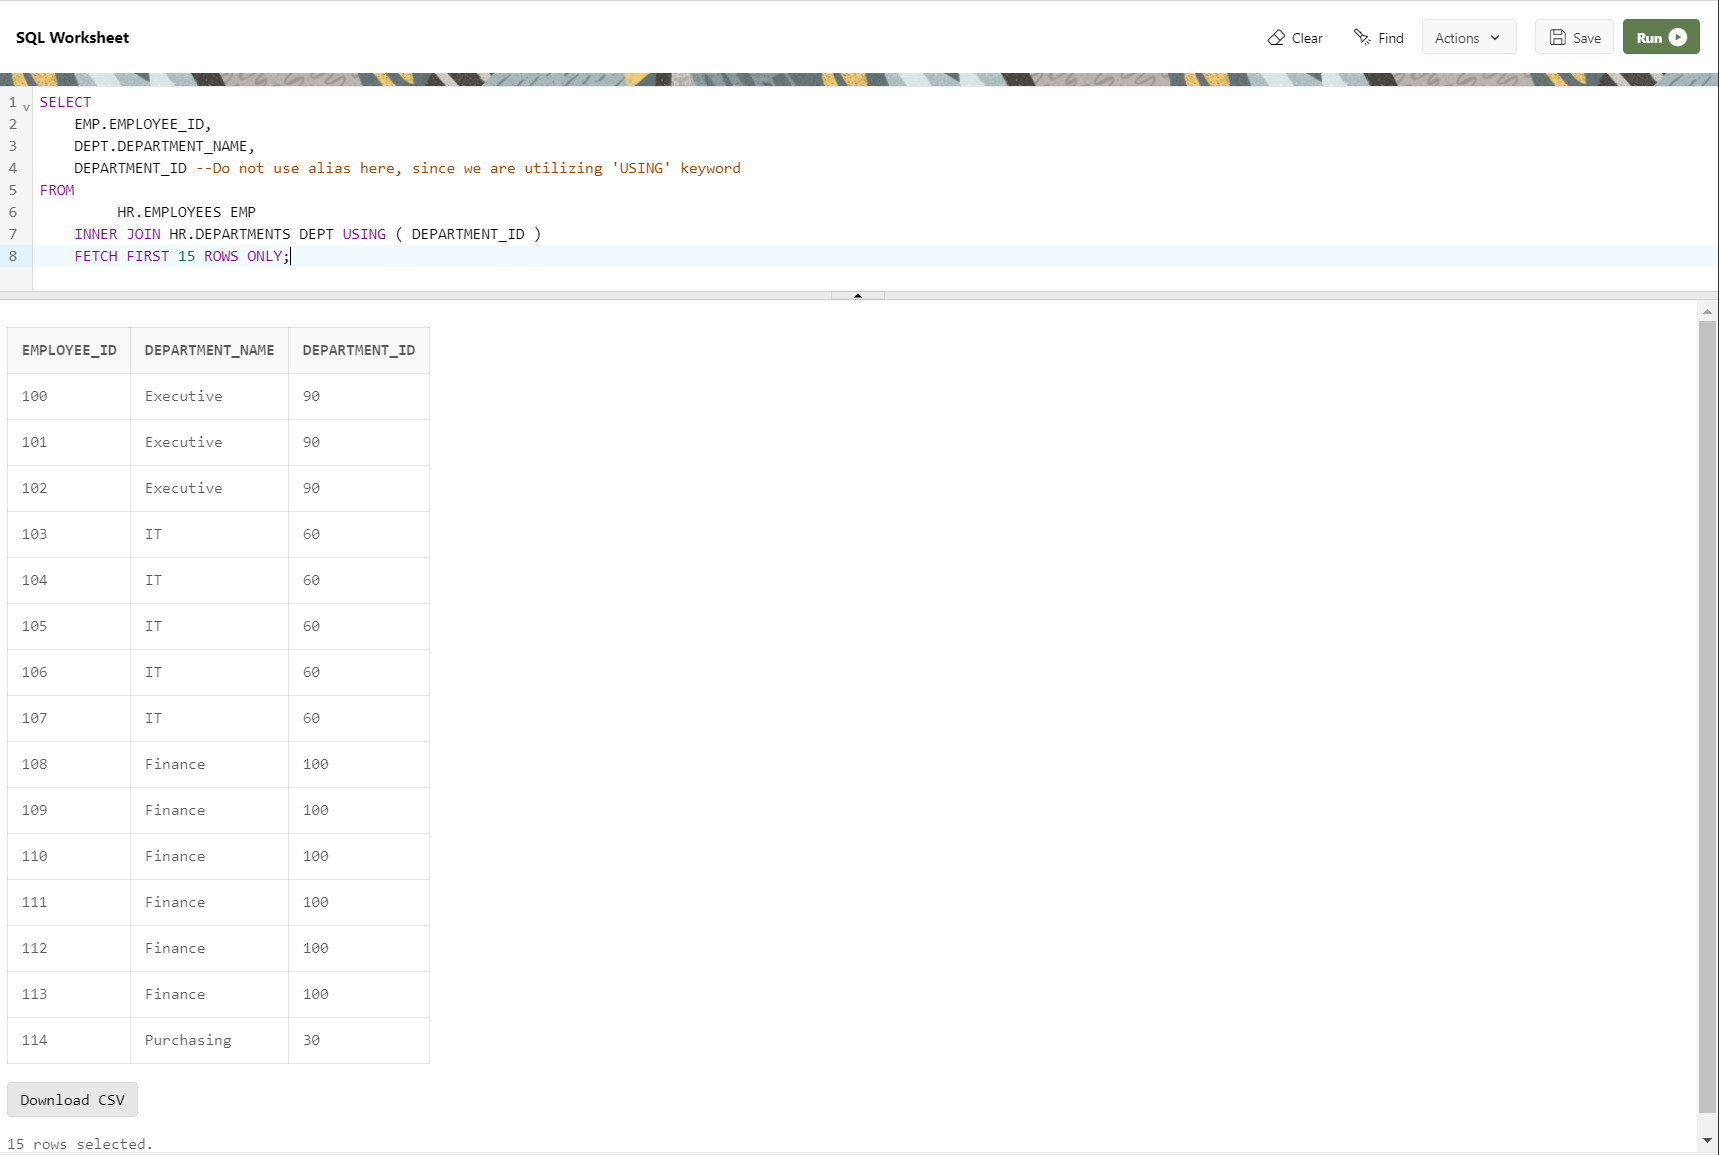 SQL Worksheet
Clear
Find
Actions
Save
Run
1 SELECT
2 EMP.EMPLOYEE_ID,
3 DEPT.DEPARTMENT_NAME,
4 DEPARTMENT_ID --Do not use alias here, since we are utilizing 'USING' keyword
5 FROM
6 HR.EMPLOYEES EMP
7 INNER JOIN HR.DEPARTMENTS DEPT USING ( DEPARTMENT_ID )
8 FETCH FIRST 15 ROWS ONLY;
EMPLOYEE_ID DEPARTMENT_NAME DEPARTMENT_ID
100 Executive 90
101 Executive 90
102 Executive 90
103 IT 60
104 IT 60
105 IT 60
106 IT 60
107 IT 60
108 Finance 100
109 Finance 100
110 Finance 100
111 Finance 100
112 Finance 100
113 Finance 100
114 Purchasing 30
Download CSV
15 rows selected.